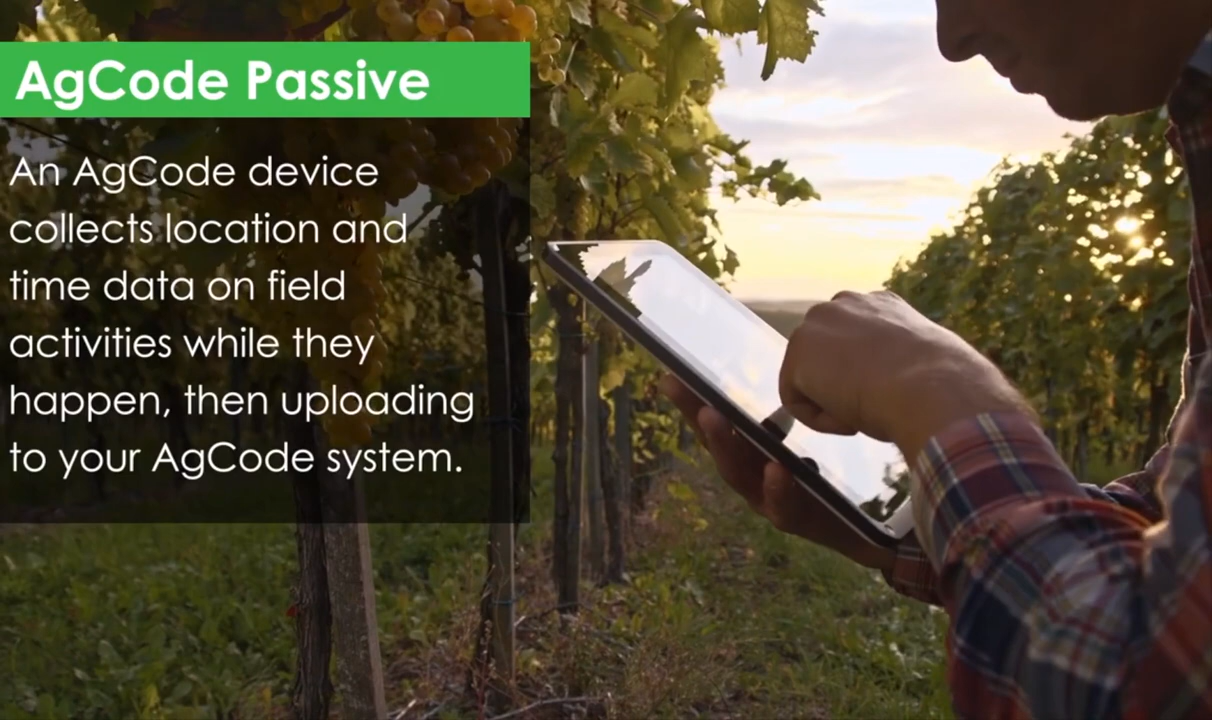 AgCode Passive
An AgCode device
collects location and
time data on field
activities while they
happen, then uploading
to your AgCode system.